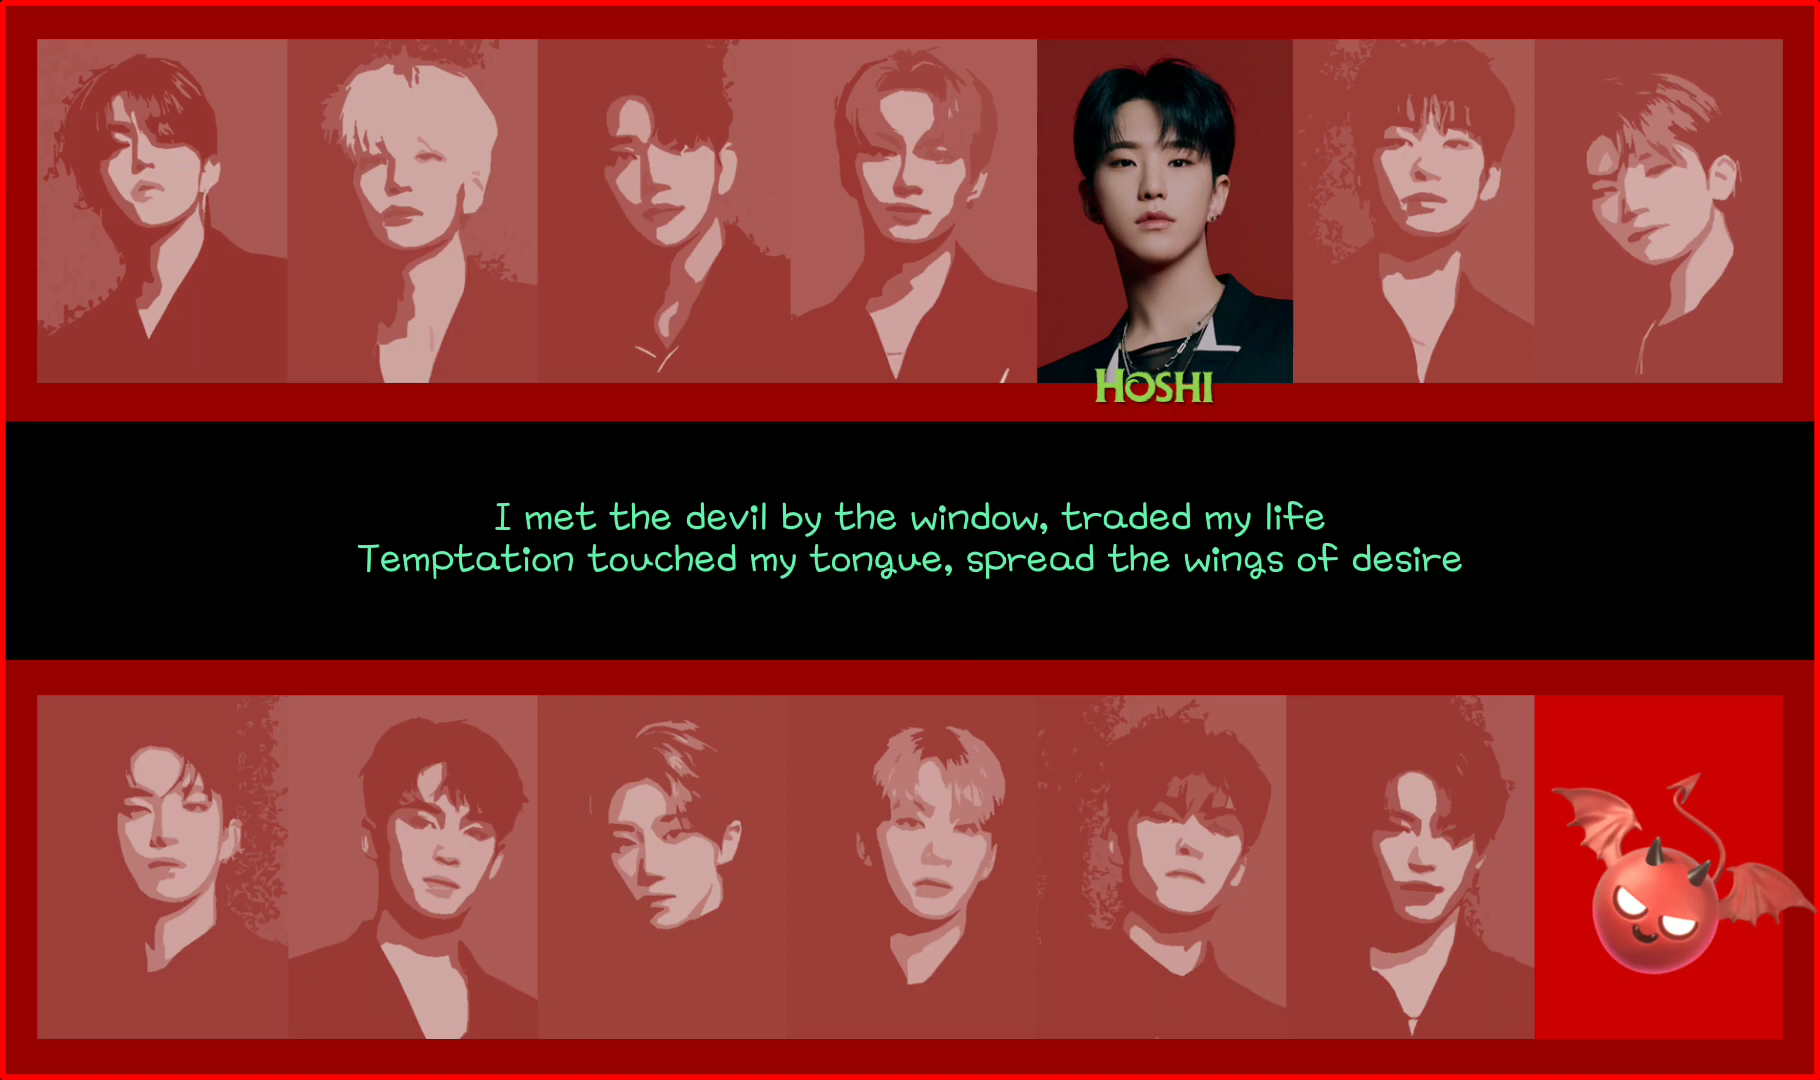 HOSHI
I met the devil by the window, traded my life
Temptation touched my tongue, spread the wings of desire